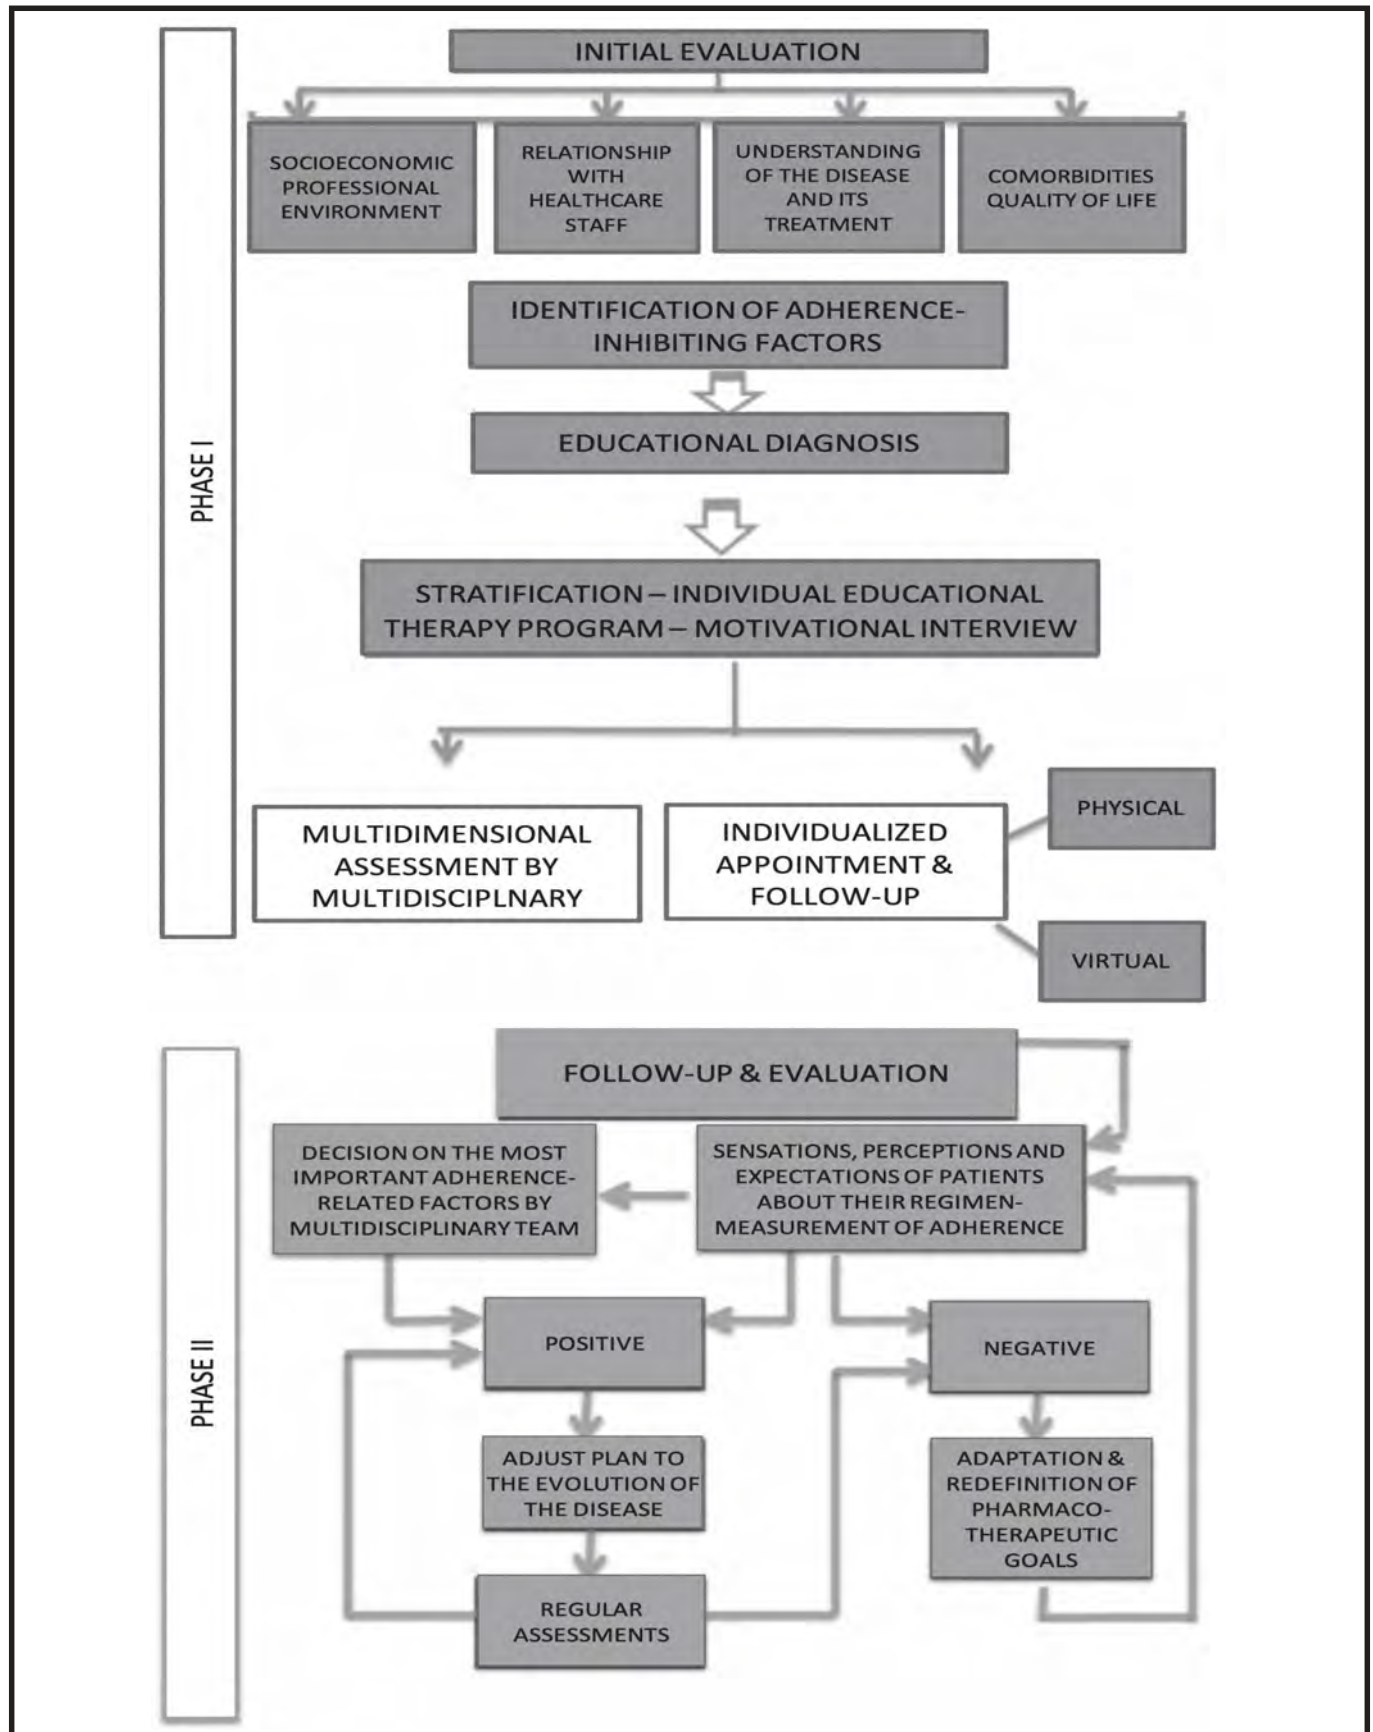 PHASE I
INITIAL EVALUATION
SOCIOECONOMIC
PROFESSIONAL
ENVIRONMENT
RELATIONSHIP
WITH
HEALTHCARE
STAFF
UNDERSTANDING
OF THE DISEASE
AND ITS
TREATMENT
COMORBIDITIES
QUALITY OF LIFE
IDENTIFICATION OF ADHERENCE-
INHIBITING FACTORS
EDUCATIONAL DIAGNOSIS
STRATIFICATION – INDIVIDUAL EDUCATIONAL
THERAPY PROGRAM – MOTIVATIONAL INTERVIEW
MULTIDIMENSIONAL
ASSESSMENT BY
MULTIDISCIPLNARY
INDIVIDUALIZED
APPOINTMENT &
FOLLOW-UP
PHYSICAL
VIRTUAL
PHASE II
FOLLOW-UP & EVALUATION
DECISION ON THE MOST
IMPORTANT ADHERENCE-
RELATED FACTORS BY
MULTIDISCIPLINARY TEAM
SENSATIONS, PERCEPTIONS AND
EXPECTATIONS OF PATIENTS
ABOUT THEIR REGIMEN-
MEASUREMENT OF ADHERENCE
POSITIVE
NEGATIVE
ADJUST PLAN TO
THE EVOLUTION OF
THE DISEASE
ADAPTATION &
REDEFINITION OF
PHARMACO-
THERAPEUTIC
GOALS
REGULAR
ASSESSMENTS